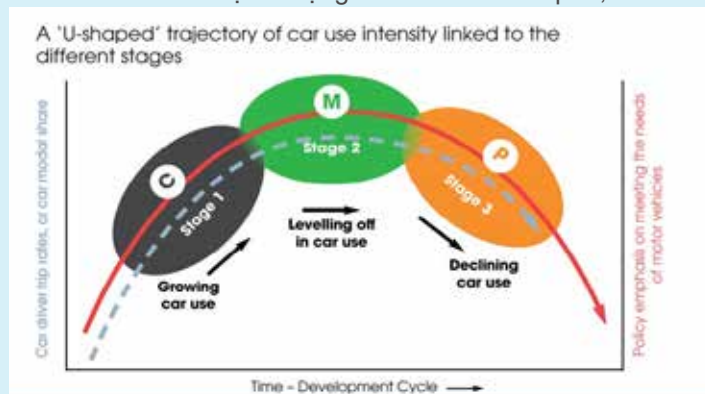 A 'U-shaped' trajectory of car use intensity linked to the
different stages
Car driver trip rates, or car modal share
Policy emphasis on meeting the needs
of motor vehicles
C
M
P
Stage 1
Stage 2
Stage 3
Growing
car use
Levelling off
in car use
Declining
car use
Time – Development Cycle